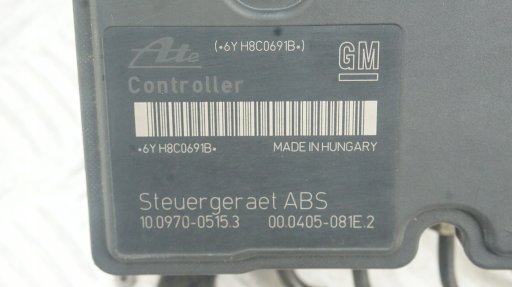 Ate (*6Y H8C0691B*) GM
Controller
*6Y H8C0691B* MADE IN HUNGARY
Steuergeraet ABS
10.0970-0515.3 00.0405-081E.2